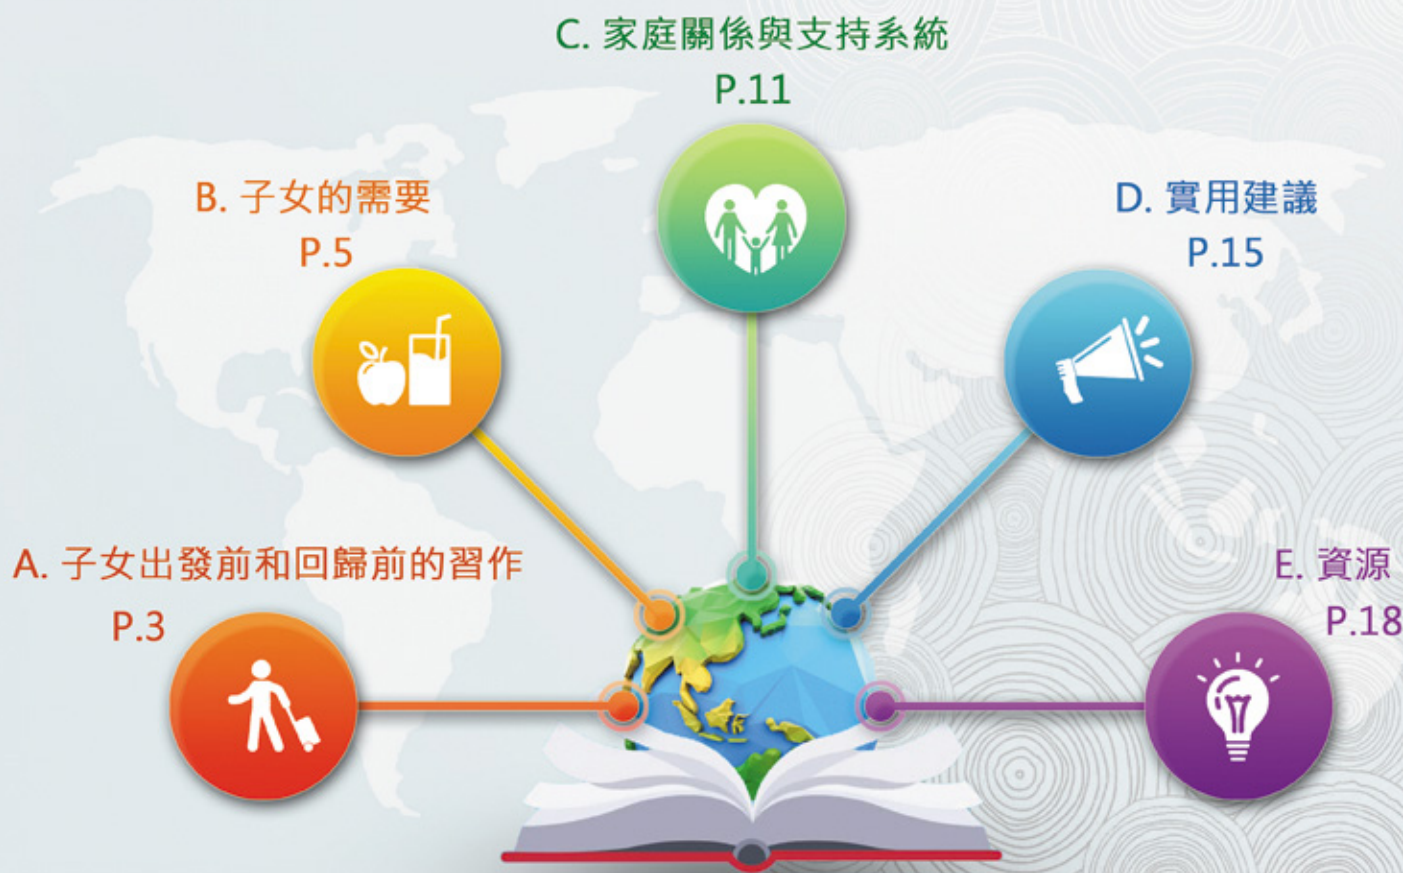 C. 家庭關係與支持系統
P.11
B. 子女的需要
P.5
D. 實用建議
P.15
A. 子女出發前和回歸前的習作
P.3
E. 資源
P.18